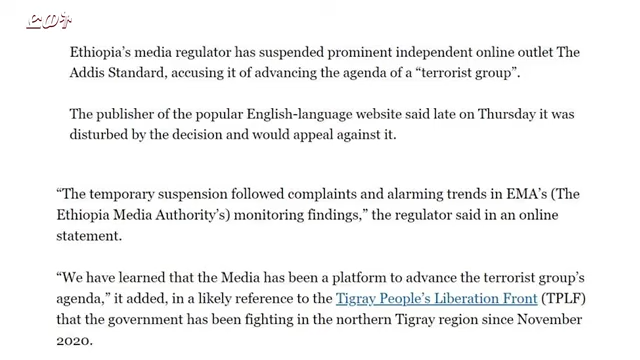 ድምጽ
Ethiopia’s media regulator has suspended prominent independent online outlet The
Addis Standard, accusing it of advancing the agenda of a “terrorist group”.
The publisher of the popular English-language website said late on Thursday it was
disturbed by the decision and would appeal against it.
“The temporary suspension followed complaints and alarming trends in EMA’s (The
Ethiopia Media Authority’s) monitoring findings,” the regulator said in an online
statement.
“We have learned that the Media has been a platform to advance the terrorist group’s
agenda,” it added, in a likely reference to the Tigray People’s Liberation Front (TPLF)
that the government has been fighting in the northern Tigray region since November
2020.